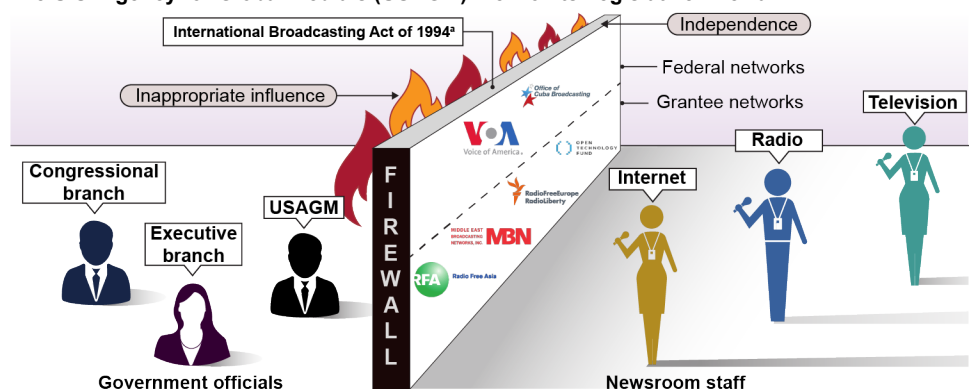 International Broadcasting Act of 1994ᵃ
Independence
Inappropriate influence
Federal networks
Grantee networks
Office of
Cuba Broadcasting
VOA
Voice of America
OPEN
TECHNOLOGY
FUND
RadioFreeEurope
RadioLiberty
MIDDLE EAST
BROADCASTING
NETWORKS, INC.
MBN
RFA
Radio Free Asia
FIREWALL
Congressional
branch
Executive
branch
USAGM
Government officials
Internet
Radio
Television
Newsroom staff